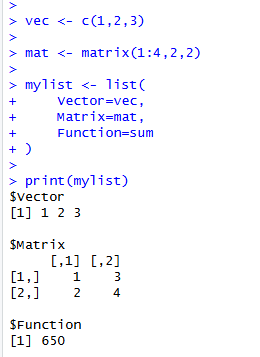 >
> vec <- c(1,2,3)
>
> mat <- matrix(1:4,2,2)
>
> mylist <- list(
+     Vector=vec,
+     Matrix=mat,
+     Function=sum
+ )
>
> print(mylist)
$Vector
[1] 1 2 3

$Matrix
     [,1] [,2]
[1,]    1    3
[2,]    2    4

$Function
[1] 650